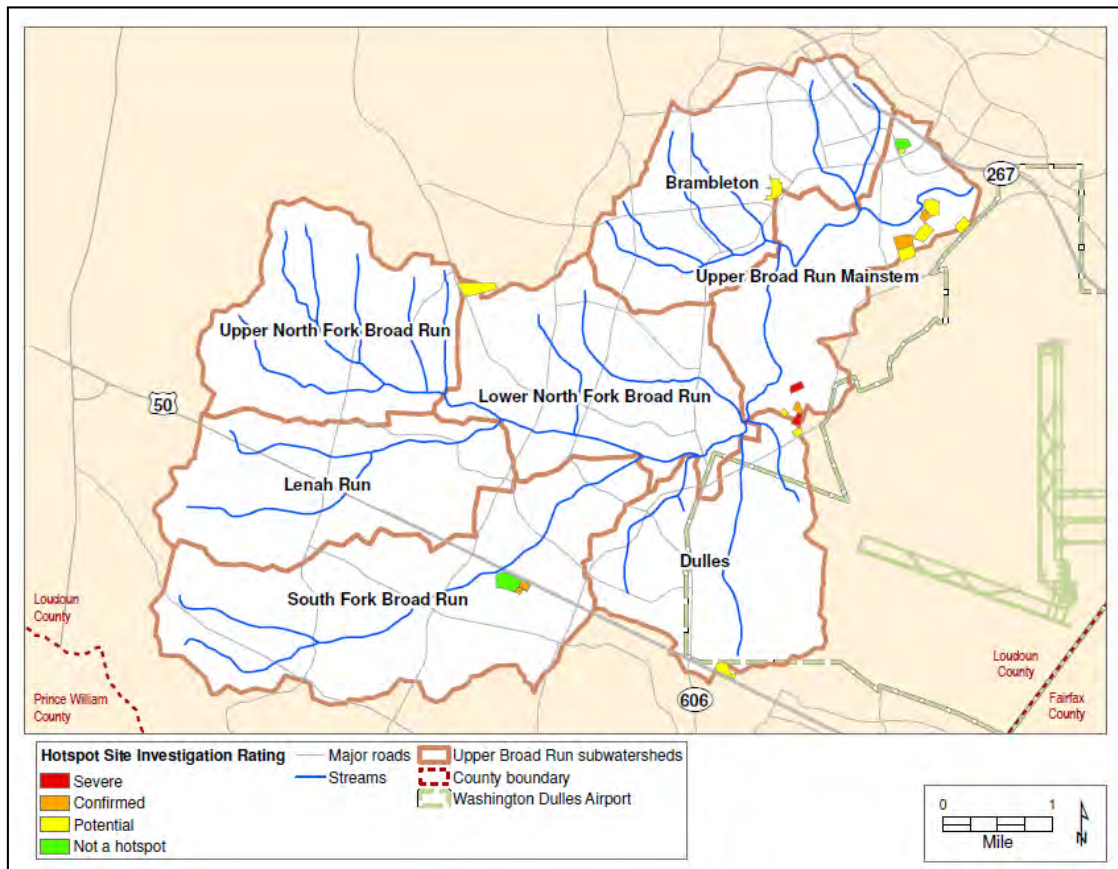 267
Brambleton
Upper Broad Run Mainstem
Upper North Fork Broad Run
Lower North Fork Broad Run
50
Lenah Run
Dulles
South Fork Broad Run
Loudoun
County
Prince William
County
606
Loudoun
County
Fairfax
County
Hotspot Site Investigation Rating
Severe
Confirmed
Potential
Not a hotspot
Major roads
Streams
Upper Broad Run subwatersheds
County boundary
Washington Dulles Airport
0 1
Mile
N